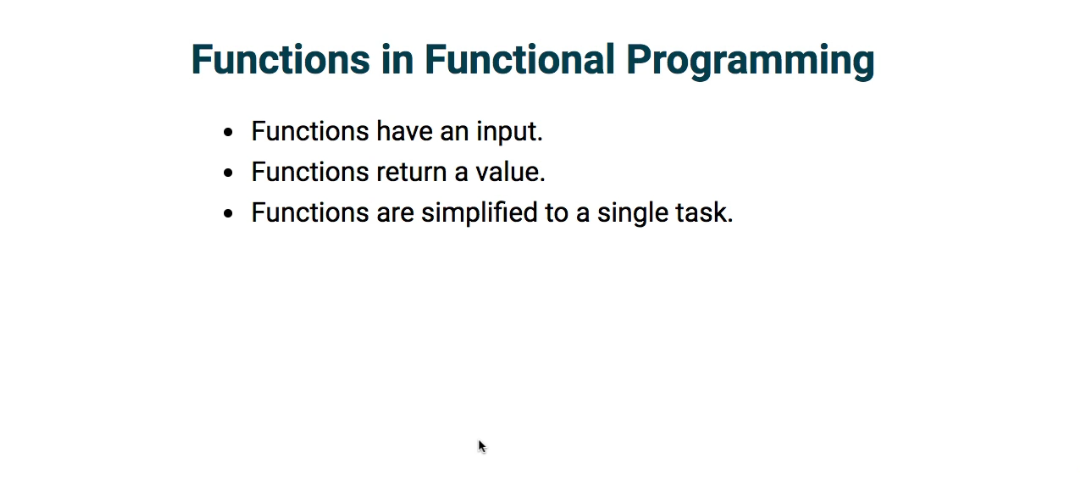 Functions in Functional Programming
• Functions have an input.
• Functions return a value.
• Functions are simplified to a single task.